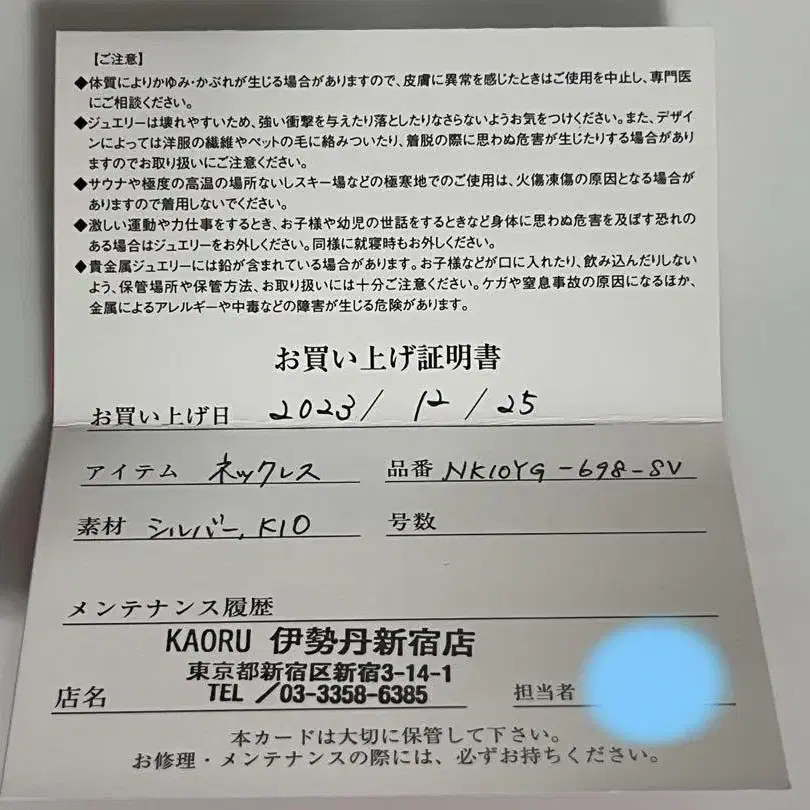 【ご注意】
◆体質によりかゆみ・かぶれが生じる場合がありますので、皮膚に異常を感じたときはご使用を中止し、専門医
にご相談ください。
◆ジュエリーは壊れやすいため、強い衝撃を与えたり落としたりなさらないようお気をつけください。また、デザイ
ンによっては洋服の繊維やペットの毛に絡みついたり、着脱の際に思わぬ危害が生じたりする場合があり
ますのでお取り扱いにご注意ください。
◆サウナや極度の高温の場所ないしスキー場などの極寒地でのご使用は、火傷凍傷の原因となる場合が
ありますので着用しないでください。
◆激しい運動や力仕事をするとき、お子様や幼児の世話をするときなど身体に思わぬ危害を及ぼす恐れの
ある場合はジュエリーをお外しください。同様に就寝時もお外しください。
◆貴金属ジュエリーには鉛が含まれている場合があります。お子様などが口に入れたり、飲み込んだりしない
よう、保管場所や保管方法、お取り扱いには十分ご注意ください。ケガや窒息事故の原因になるほか、
金属によるアレルギーや中毒などの障害が生じる危険があります。
お買い上げ証明書
お買い上げ日 2023/ 12 / 25
アイテム ネックレス 品番 NK10YG-698-SV
素材 シルバー, K10 号数
メンテナンス履歴
KAORU 伊勢丹新宿店
東京都新宿区新宿3-14-1
店名 TEL /03-3358-6385 担当者
本カードは大切に保管して下さい。
お修理・メンテナンスの際には、必ずお持ちください。